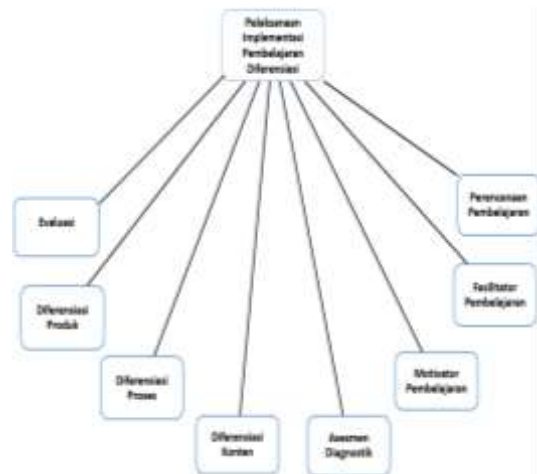 Pelaksanaan
Implementasi
Pembelajaran
Diferensiasi
Perencanaan
Pembelajaran
Evaluasi
Fasilitator
Pembelajaran
Diferensiasi
Produk
Motivator
Pembelajaran
Diferensiasi
Proses
Diferensiasi
Konten
Asesmen
Diagnostik